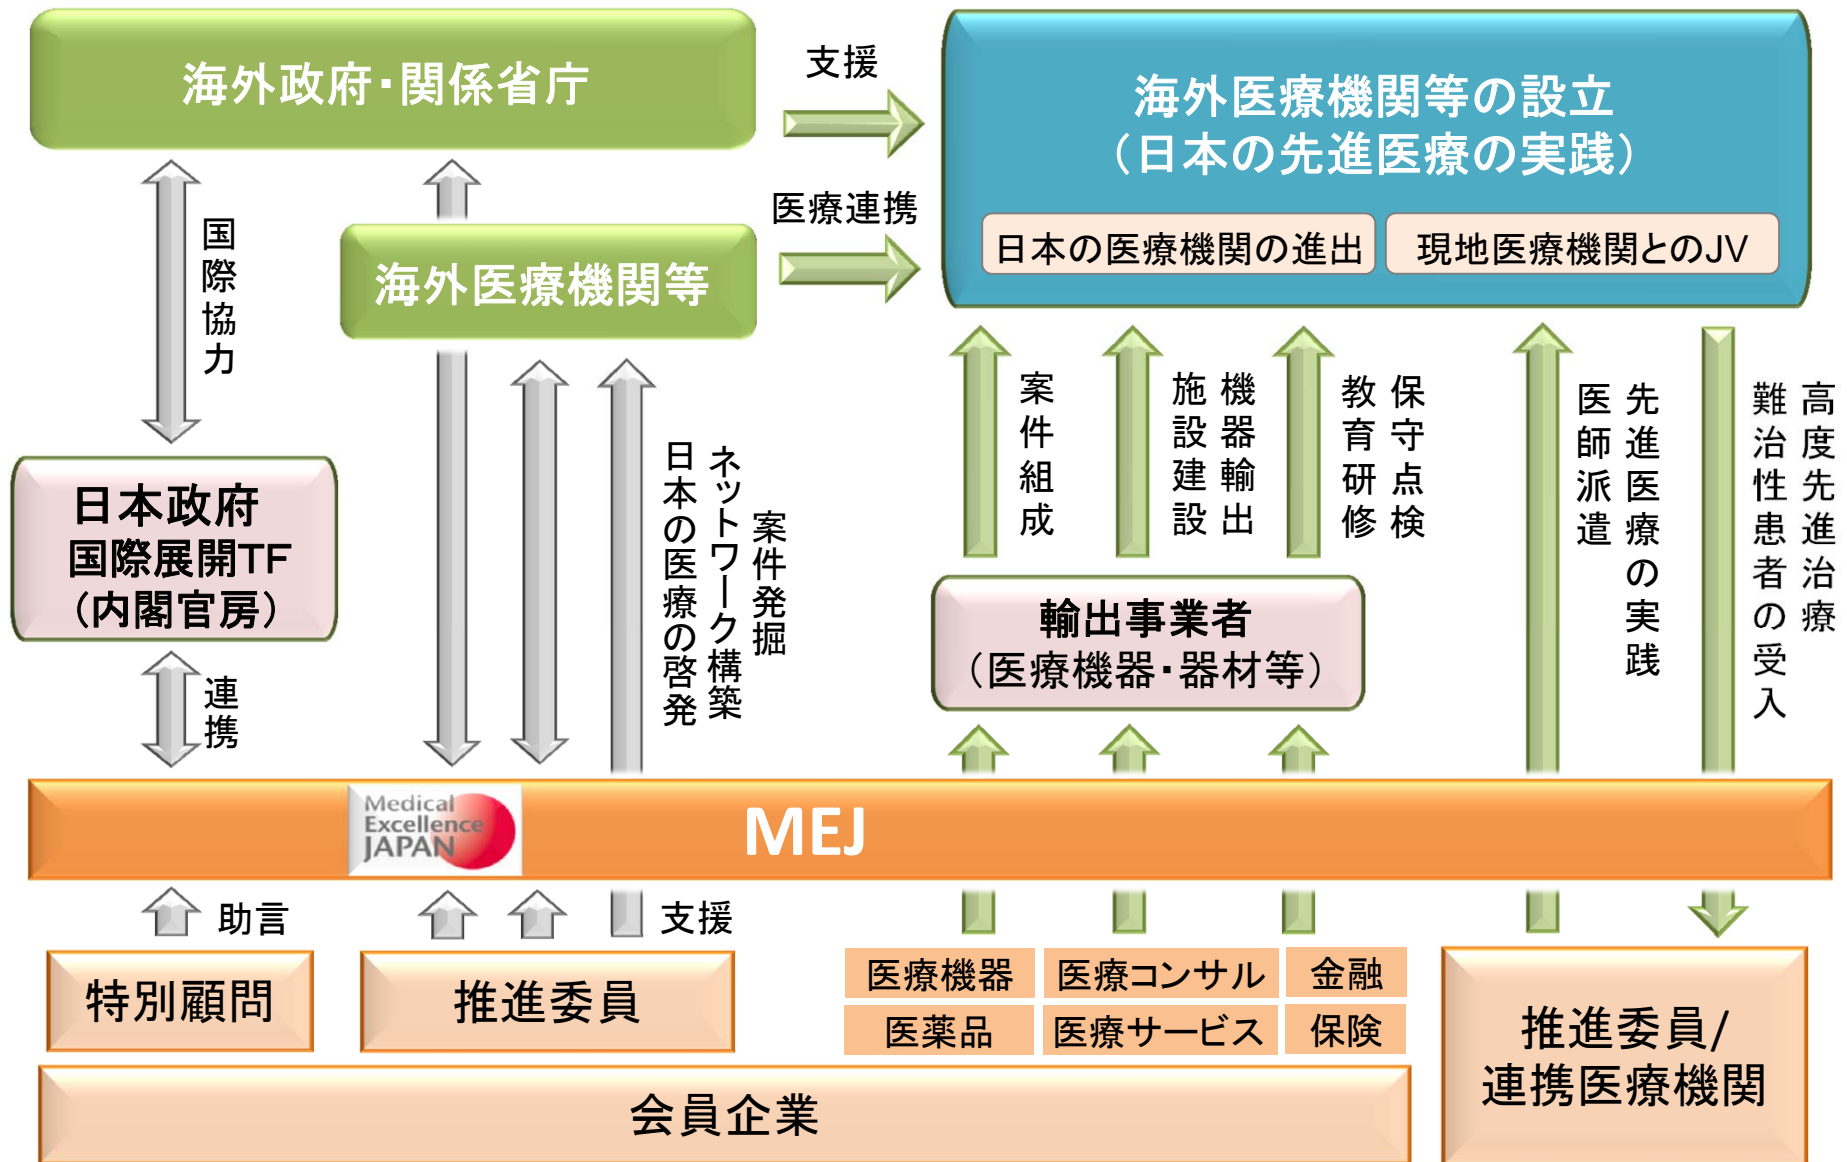 海外政府・関係省庁
支援
海外医療機関等の設立
（日本の先進医療の実践）
医療連携
日本の医療機関の進出
現地医療機関とのJV
海外医療機関等
国際協力
日本政府
国際展開TF
（内閣官房）
連携
案件発掘
ネットワーク構築
日本の医療の啓発
案件組成
機器輸出
施設建設
保守点検
教育研修
先進医療の実践
医師派遣
高度先進治療
難治性患者の受入
輸出事業者
（医療機器・器材等）
Medical
Excellence
JAPAN
MEJ
助言
支援
特別顧問
推進委員
医療機器
医療コンサル
金融
医薬品
医療サービス
保険
推進委員/
連携医療機関
会員企業